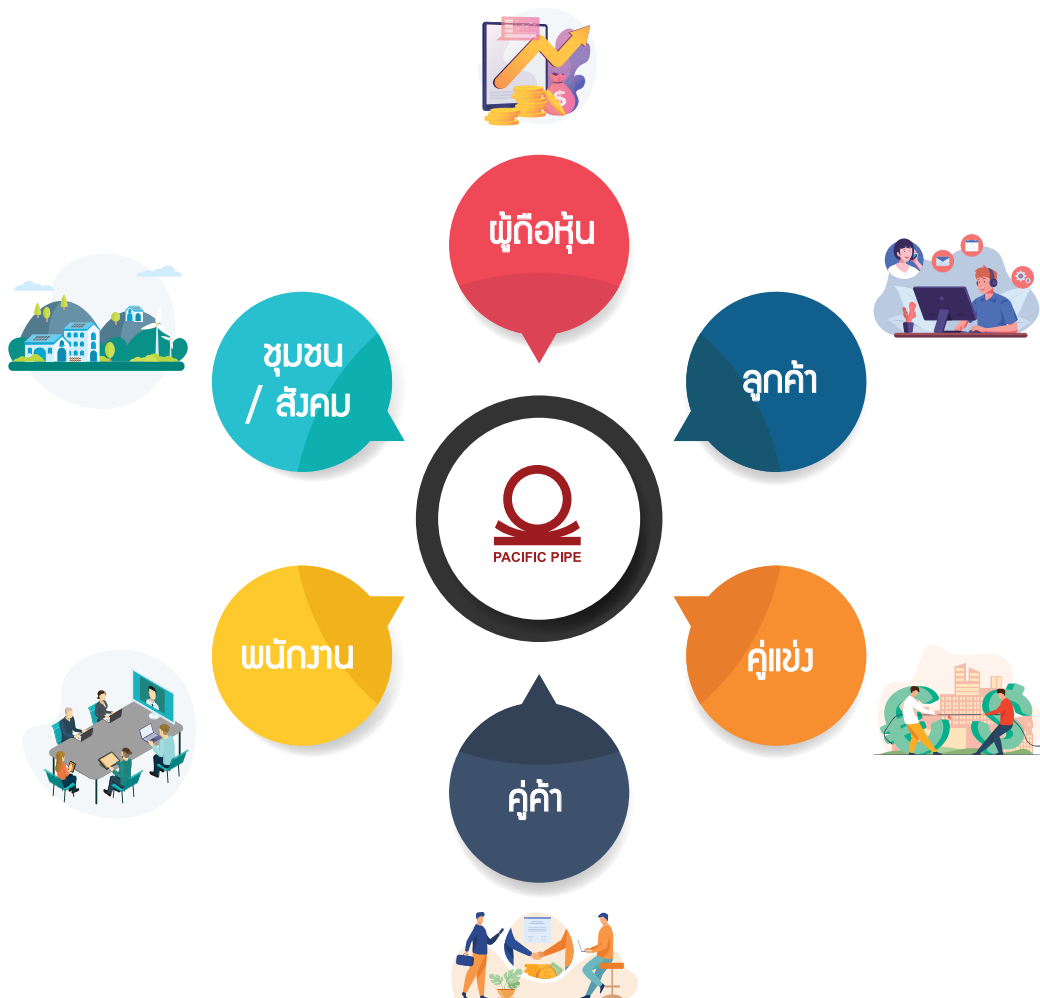 ผู้ถือหุ้น
ชุมชน
/ สังคม
ลูกค้า
PACIFIC PIPE
พนักงาน
คู่แข่ง
คู่ค้า